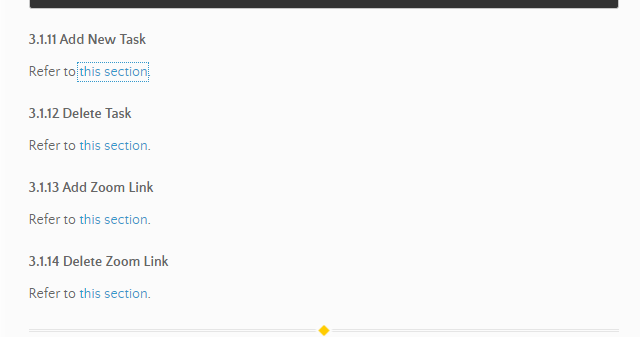 3.1.11 Add New Task
Refer to this section.
3.1.12 Delete Task
Refer to this section.
3.1.13 Add Zoom Link
Refer to this section.
3.1.14 Delete Zoom Link
Refer to this section.